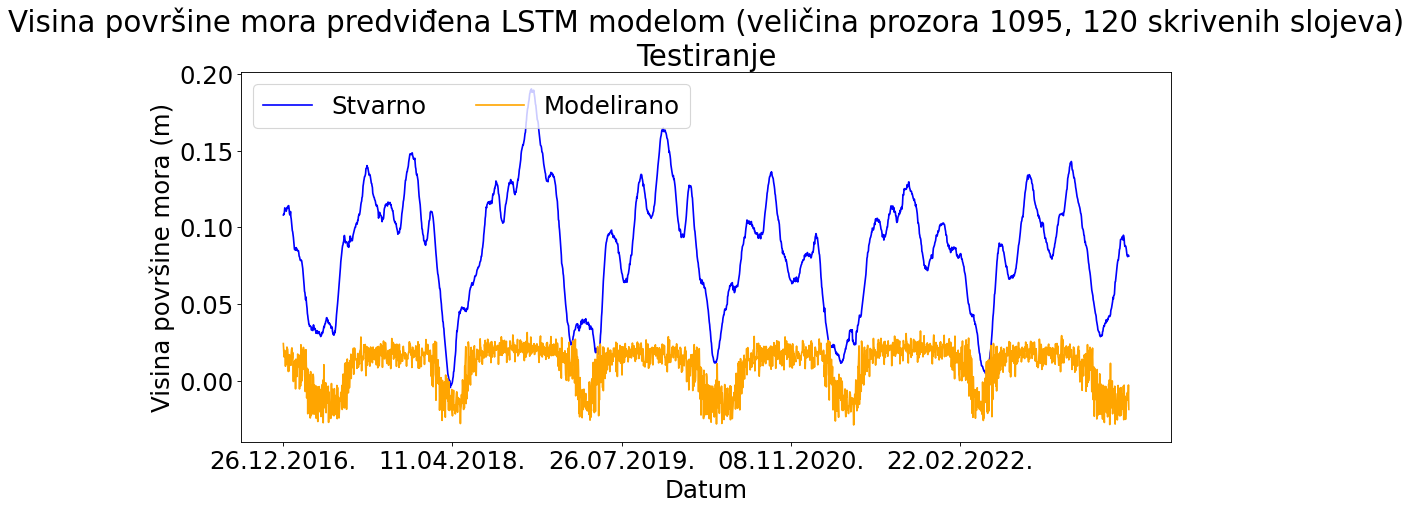 Visina površine mora predviđena LSTM modelom (veličina prozora 1095, 120 skrivenih slojeva)
Testiranje
Stvarno Modelirano
Visina površine mora (m)
0.20
0.15
0.10
0.05
0.00
26.12.2016. 11.04.2018. 26.07.2019. 08.11.2020. 22.02.2022.
Datum